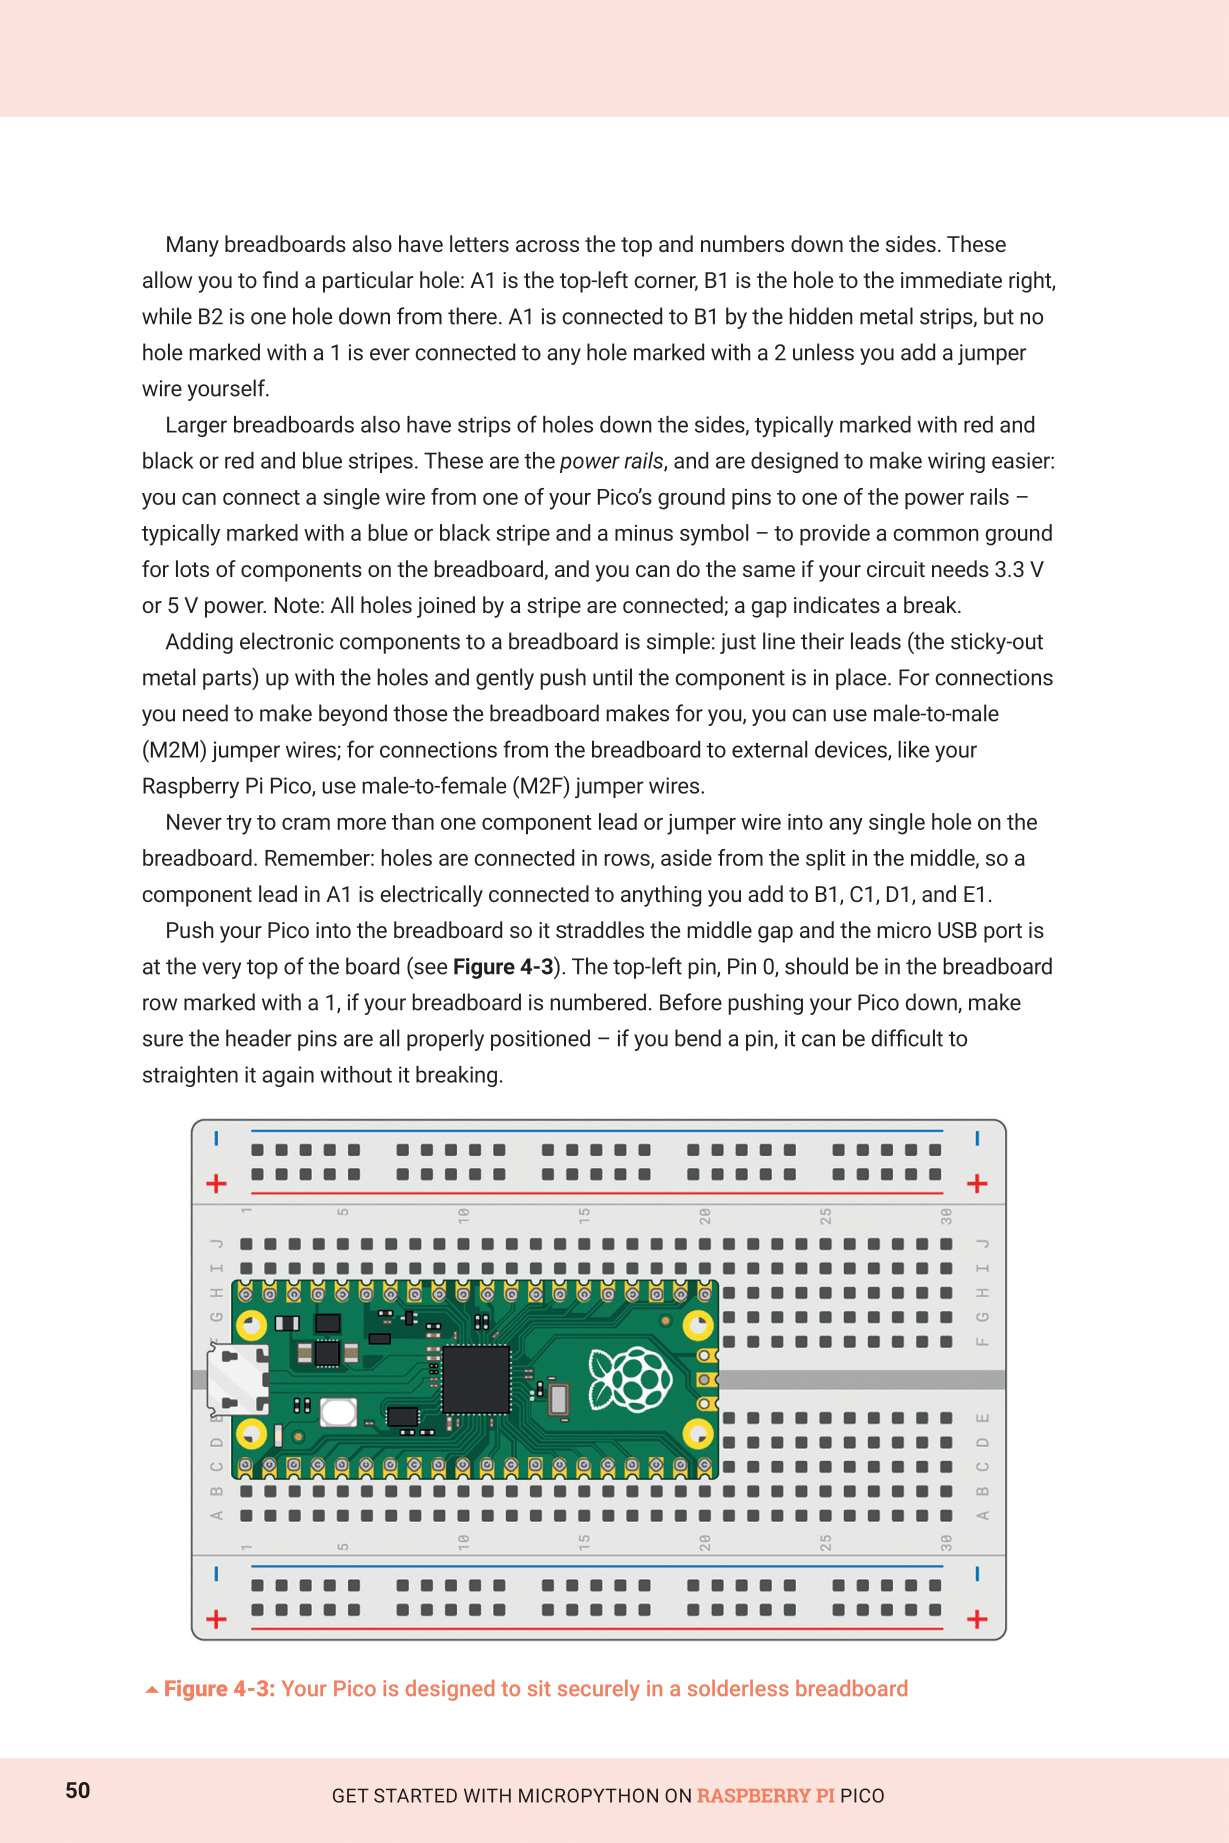 Many breadboards also have letters across the top and numbers down the sides. These
allow you to find a particular hole: A1 is the top-left corner, B1 is the hole to the immediate right,
while B2 is one hole down from there. A1 is connected to B1 by the hidden metal strips, but no
hole marked with a 1 is ever connected to any hole marked with a 2 unless you add a jumper
wire yourself.
Larger breadboards also have strips of holes down the sides, typically marked with red and
black or red and blue stripes. These are the power rails, and are designed to make wiring easier:
you can connect a single wire from one of your Pico’s ground pins to one of the power rails –
typically marked with a blue or black stripe and a minus symbol – to provide a common ground
for lots of components on the breadboard, and you can do the same if your circuit needs 3.3 V
or 5 V power. Note: All holes joined by a stripe are connected; a gap indicates a break.
Adding electronic components to a breadboard is simple: just line their leads (the sticky-out
metal parts) up with the holes and gently push until the component is in place. For connections
you need to make beyond those the breadboard makes for you, you can use male-to-male
(M2M) jumper wires; for connections from the breadboard to external devices, like your
Raspberry Pi Pico, use male-to-female (M2F) jumper wires.
Never try to cram more than one component lead or jumper wire into any single hole on the
breadboard. Remember: holes are connected in rows, aside from the split in the middle, so a
component lead in A1 is electrically connected to anything you add to B1, C1, D1, and E1.
Push your Pico into the breadboard so it straddles the middle gap and the micro USB port is
at the very top of the board (see Figure 4-3). The top-left pin, Pin 0, should be in the breadboard
row marked with a 1, if your breadboard is numbered. Before pushing your Pico down, make
sure the header pins are all properly positioned – if you bend a pin, it can be difficult to
straighten it again without it breaking.
1 5 10 15 20 25 30
J J
I I
H H
G G
F F
E E
D D
C C
B B
A A
1 5 10 15 20 25 30
Figure 4-3: Your Pico is designed to sit securely in a solderless breadboard
50
GET STARTED WITH MICROPYTHON ON RASPBERRY PI PICO